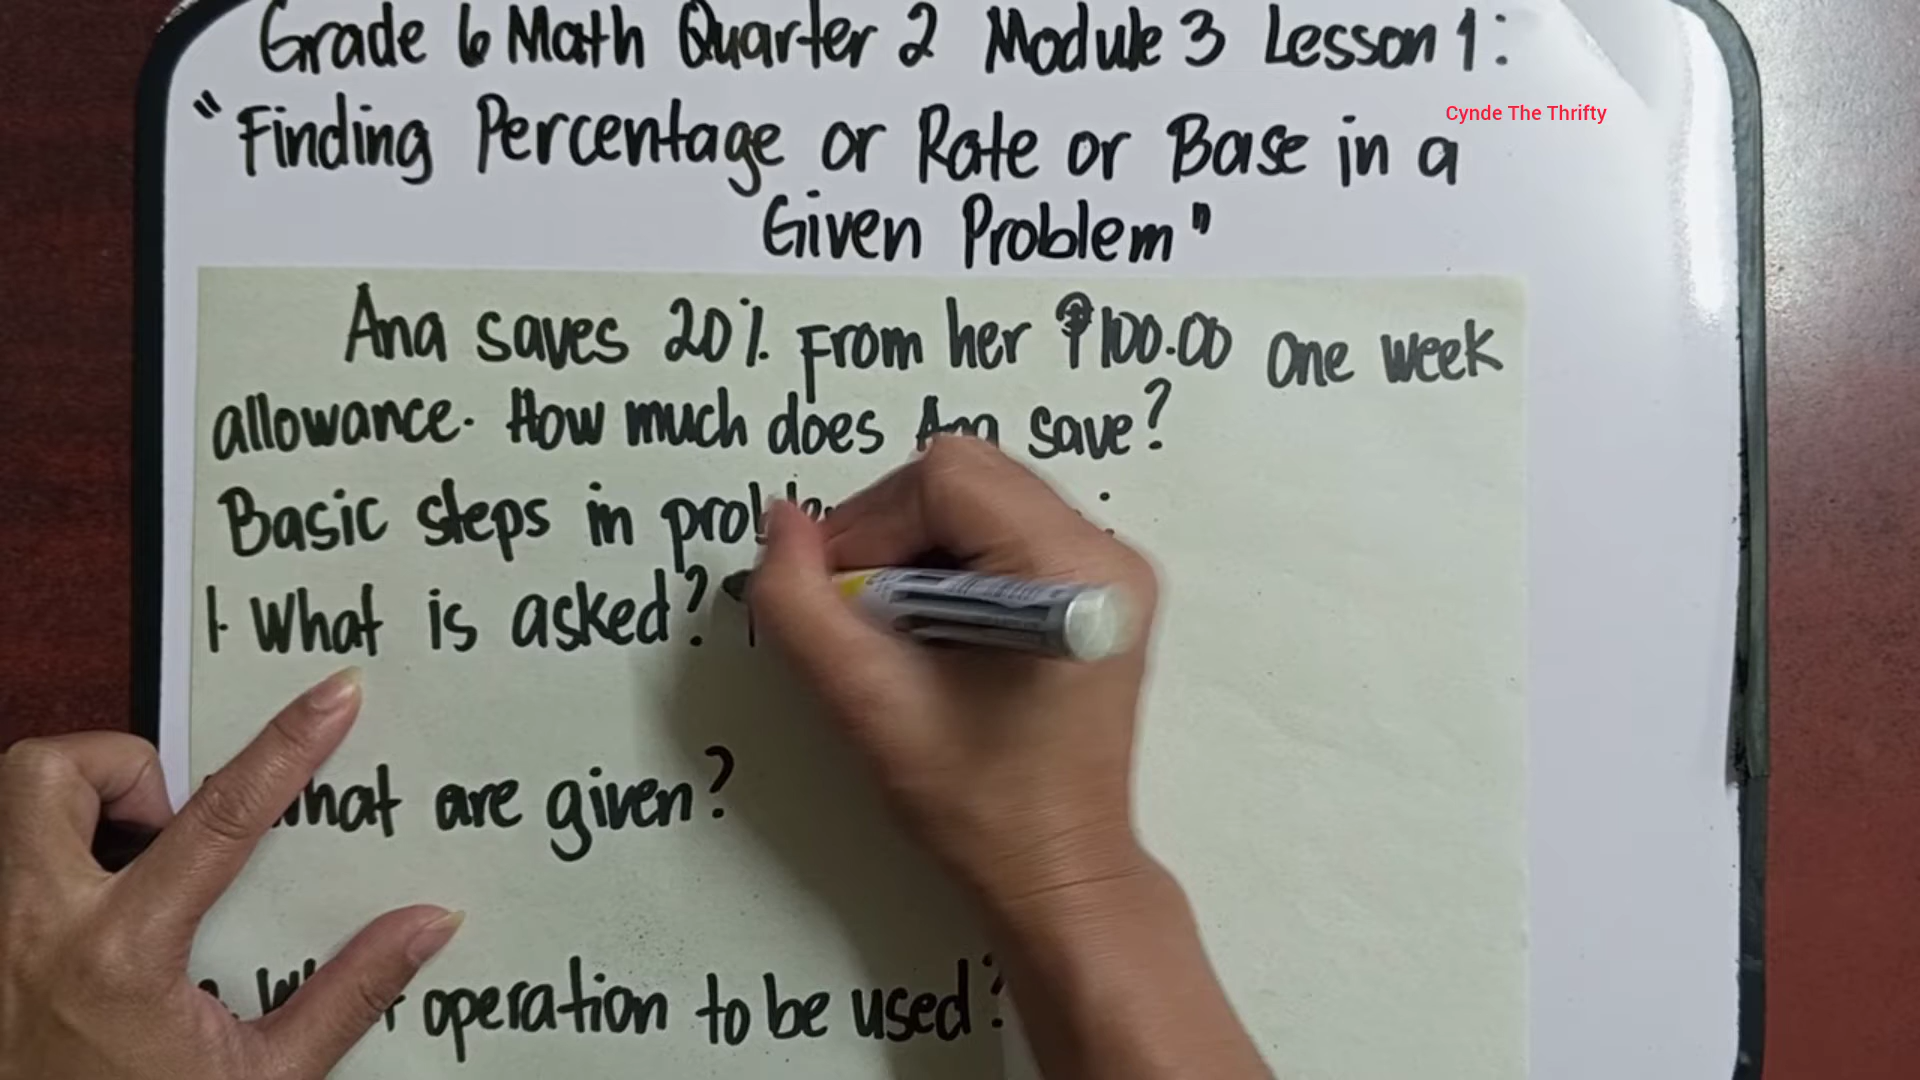 Grade 6 Math Quarter 2 Module 3 Lesson 1:
Cynde The Thrifty
"Finding Percentage or Rate or Base in a
Given Problem"
Ana saves 20% From her ₱100.00 one week
allowance. How much does Ana save?
Basic steps in
1. What is asked?
are given?
operation to be used?